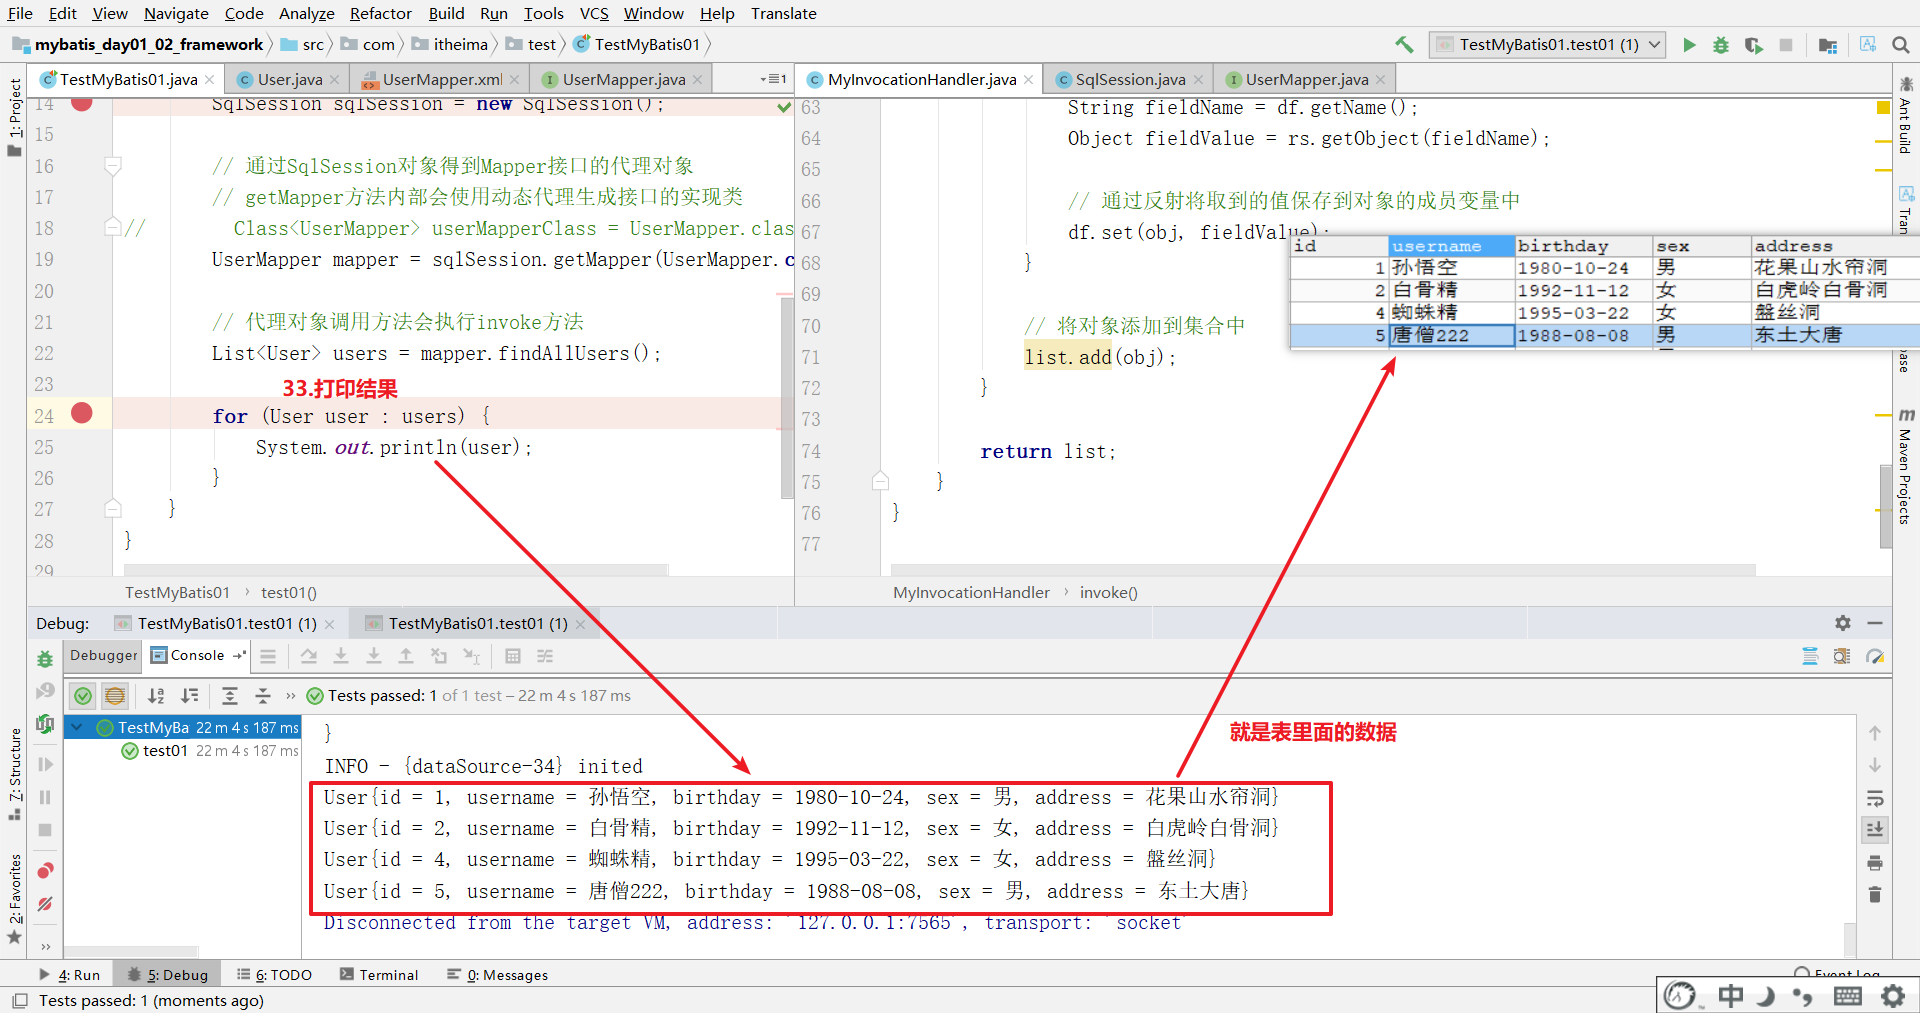 File Edit View Navigate Code Analyze Refactor Build Run Tools VCS Window Help Translate
mybatis_day01_02_framework src com itheima test TestMyBatis01
TestMyBatis01.test01 (1)
1: Project
TestMyBatis01.java User.java UserMapper.xml UserMapper.java 1
14 SqlSession sqlSession = new SqlSession();
15
16 // 通过SqlSession对象得到Mapper接口的代理对象
17 // getMapper方法内部会使用动态代理生成接口的实现类
18 // Class<UserMapper> userMapperClass = UserMapper.clas
19 UserMapper mapper = sqlSession.getMapper(UserMapper.c
20
21 // 代理对象调用方法会执行invoke方法
22 List<User> users = mapper.findAllUsers();
23
33.打印结果
24 for (User user : users) {
25 System.out.println(user);
26 }
27 }
28 }
29
TestMyBatis01 › test01()
MyInvocationHandler.java SqlSession.java UserMapper.java
63 String fieldName = df.getName();
64 Object fieldValue = rs.getObject(fieldName);
65
66 // 通过反射将取到的值保存到对象的成员变量中
67 df.set(obj, fieldValue);
68 }
69
70 // 将对象添加到集合中
71 list.add(obj);
72 }
73
74 return list;
75 }
76 }
77
MyInvocationHandler › invoke()
id username birthday sex address
1 孙悟空 1980-10-24 男 花果山水帘洞
2 白骨精 1992-11-12 女 白虎岭白骨洞
4 蜘蛛精 1995-03-22 女 盤丝洞
5 唐僧222 1988-08-08 男 东土大唐
Ant Build
Tran
base
Maven Projects
Debug: TestMyBatis01.test01 (1) TestMyBatis01.test01 (1)
Debugger Console
Tests passed: 1 of 1 test – 22 m 4 s 187 ms
TestMyBa 22 m 4 s 187 ms
test01 22 m 4 s 187 ms
}
就是表里面的数据
INFO - {dataSource-34} inited
User{id = 1, username = 孙悟空, birthday = 1980-10-24, sex = 男, address = 花果山水帘洞}
User{id = 2, username = 白骨精, birthday = 1992-11-12, sex = 女, address = 白虎岭白骨洞}
User{id = 4, username = 蜘蛛精, birthday = 1995-03-22, sex = 女, address = 盤丝洞}
User{id = 5, username = 唐僧222, birthday = 1988-08-08, sex = 男, address = 东土大唐}
Disconnected from the target VM, address: '127.0.0.1:7565', transport: 'socket'
7: Structure
2: Favorites
4: Run 5: Debug 6: TODO Terminal 0: Messages Event Log
Tests passed: 1 (moments ago)
中